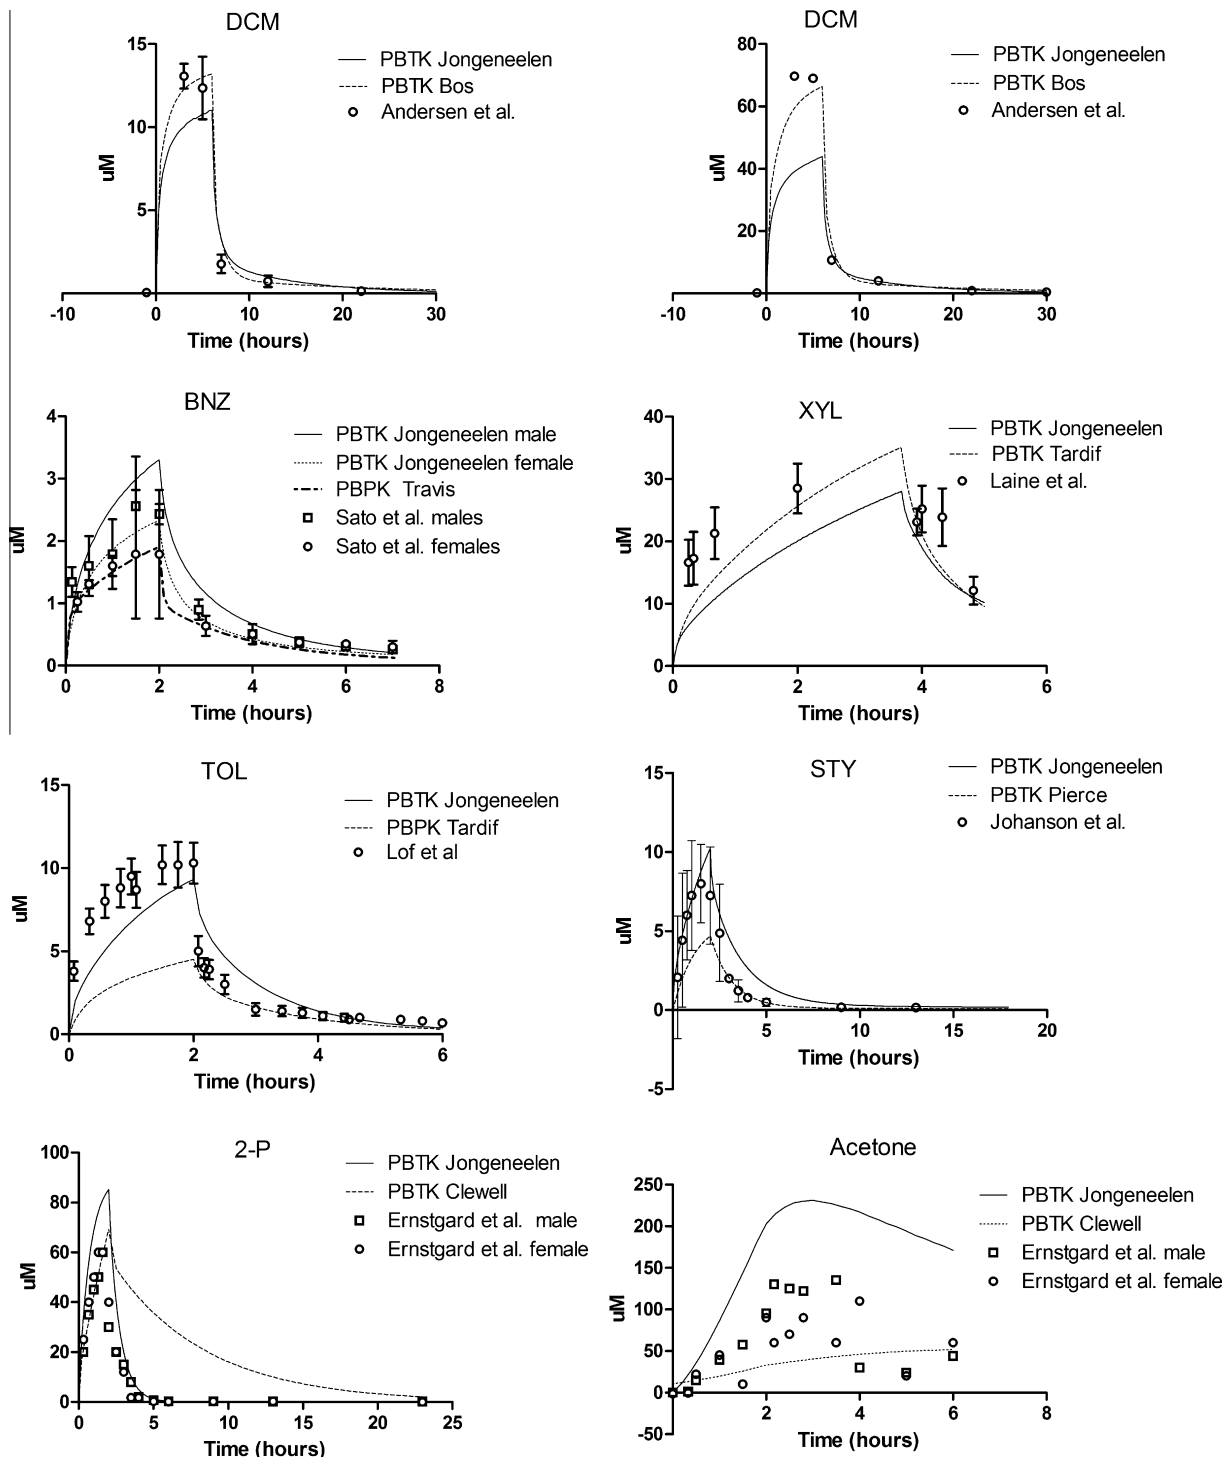 DCM
PBTK Jongeneelen
PBTK Bos
Andersen et al.
15
10
5
uM
-10 0 10 20 30
Time (hours)
DCM
PBTK Jongeneelen
PBTK Bos
Andersen et al.
80
60
40
20
uM
-10 0 10 20 30
Time (hours)
BNZ
PBTK Jongeneelen male
PBTK Jongeneelen female
PBPK Travis
Sato et al. males
Sato et al. females
4
3
2
1
0
uM
0 2 4 6 8
Time (hours)
XYL
PBTK Jongeneelen
PBTK Tardif
Laine et al.
40
30
20
10
0
uM
0 2 4 6
Time (hours)
TOL
PBTK Jongeneelen
PBPK Tardif
Lof et al
15
10
5
0
uM
0 2 4 6
Time (hours)
STY
PBTK Jongeneelen
PBTK Pierce
Johanson et al.
15
10
5
0
-5
uM
5 10 15 20
Time (hours)
2-P
PBTK Jongeneelen
PBTK Clewell
Ernstgard et al. male
Ernstgard et al. female
100
80
60
40
20
0
uM
0 5 10 15 20 25
Time (hours)
Acetone
PBTK Jongeneelen
PBTK Clewell
Ernstgard et al. male
Ernstgard et al. female
250
200
150
100
50
0
-50
uM
2 4 6 8
Time (hours)